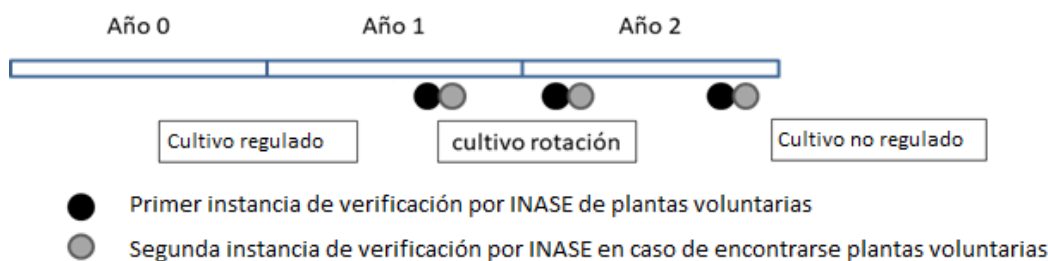 Año 0 Año 1 Año 2
Cultivo regulado cultivo rotación Cultivo no regulado
Primer instancia de verificación por INASE de plantas voluntarias
Segunda instancia de verificación por INASE en caso de encontrarse plantas voluntarias